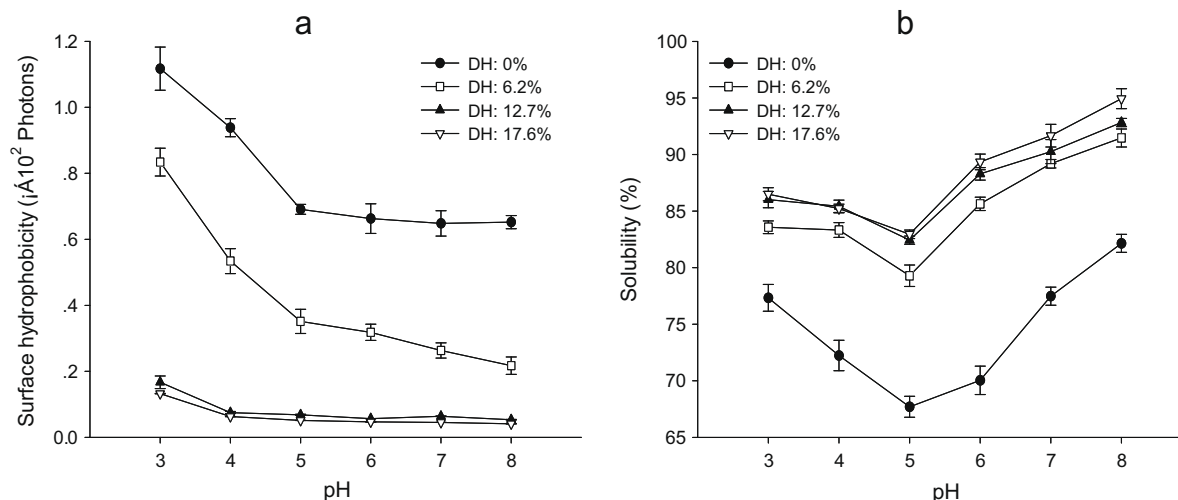 a
Surface hydrophobicity (¡Á10² Photons)
1.2
1.0
.8
.6
.4
.2
0.0
DH: 0%
DH: 6.2%
DH: 12.7%
DH: 17.6%
3 4 5 6 7 8
pH
b
Solubility (%)
100
95
90
85
80
75
70
65
DH: 0%
DH: 6.2%
DH: 12.7%
DH: 17.6%
3 4 5 6 7 8
pH